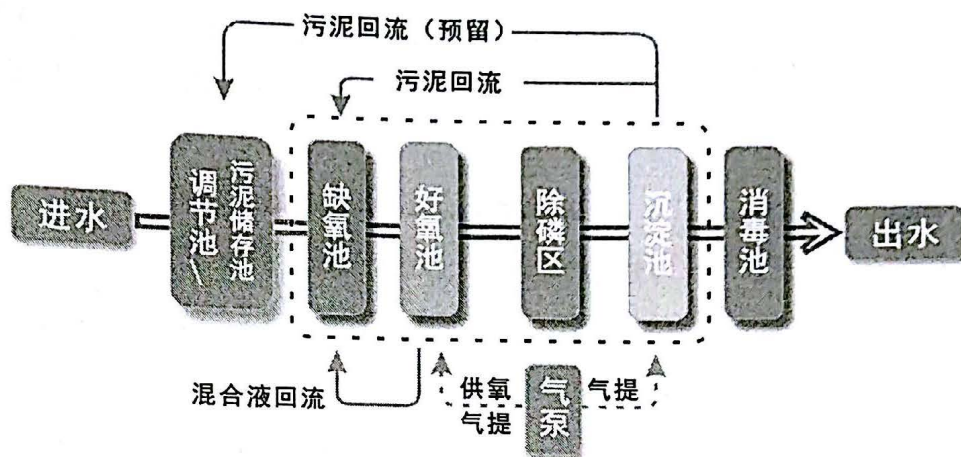 污泥回流（预留）
污泥回流
进水
调节池/
污泥储存池
缺氧池
好氧池
除磷区
沉淀池
消毒池
出水
混合液回流
供氧
气提
气泵
气提